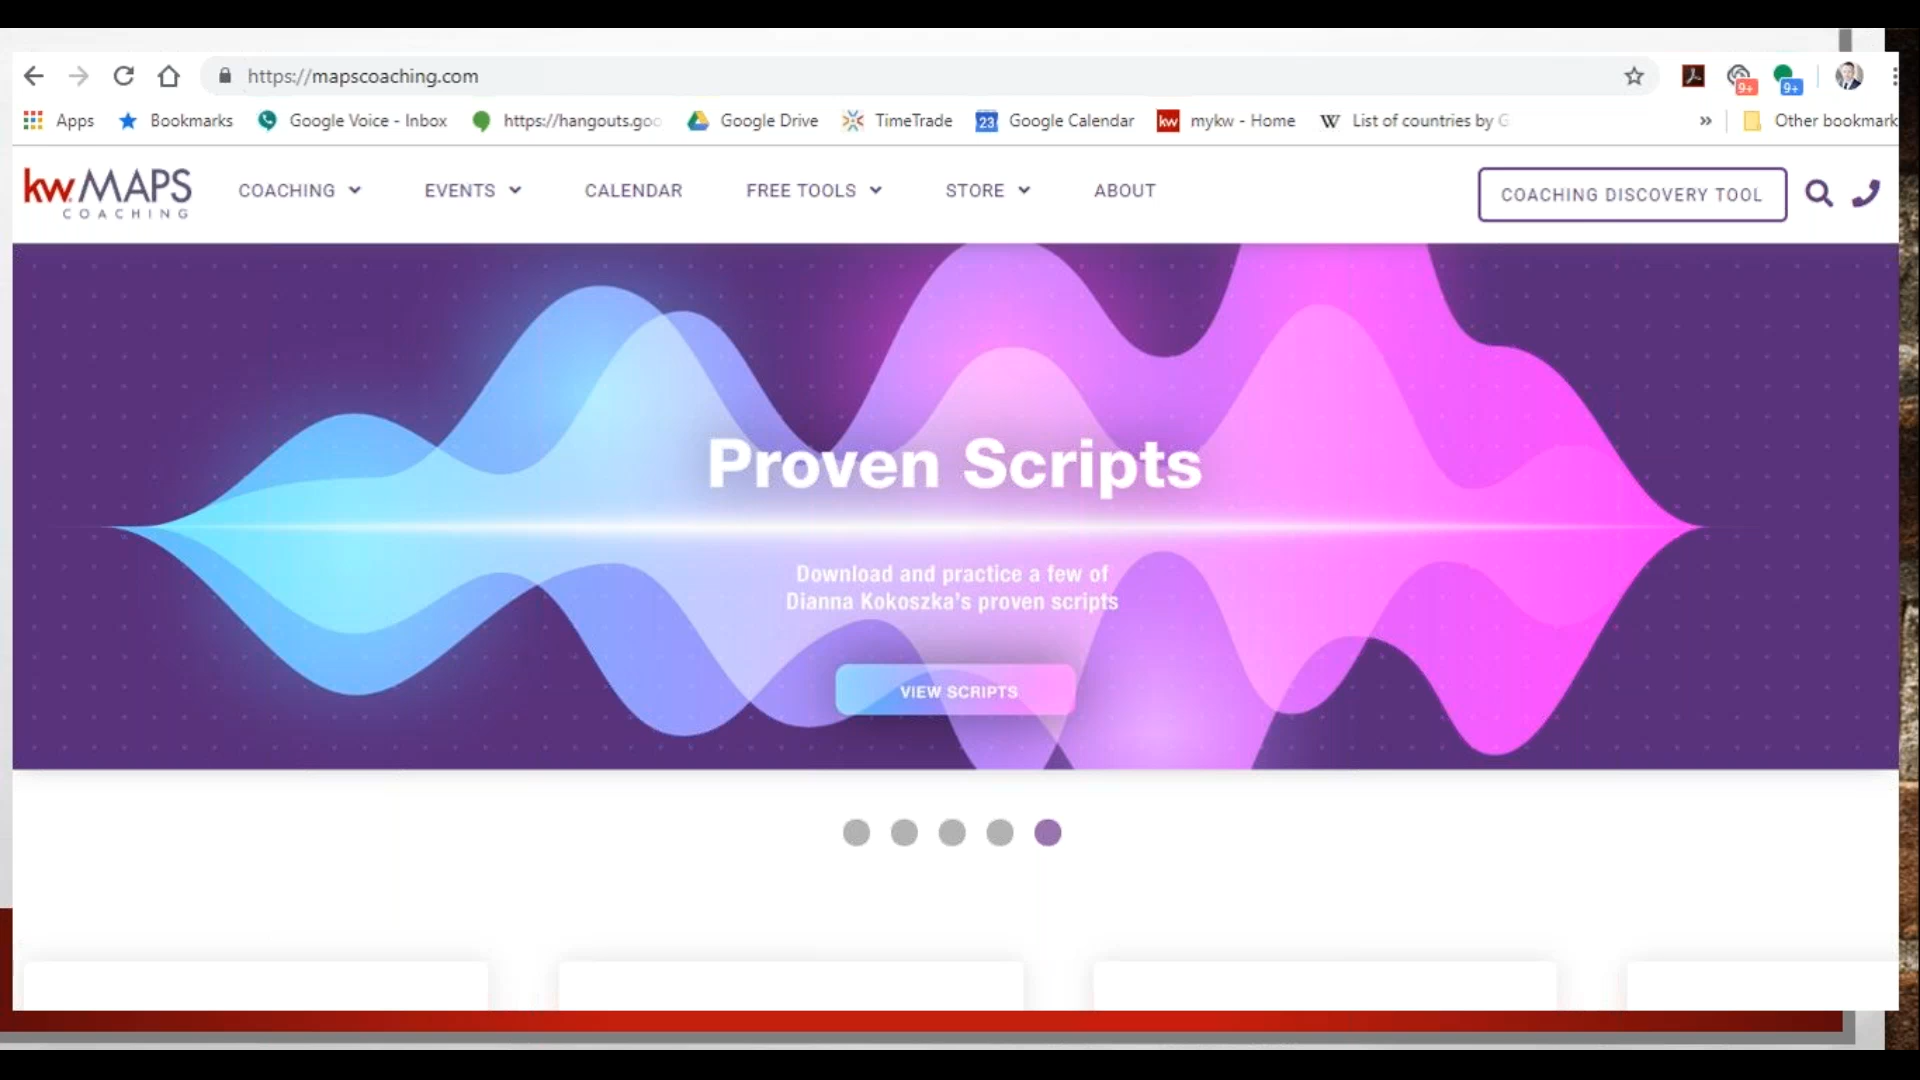 https://mapscoaching.com
9+
9+
Apps
Bookmarks
Google Voice - Inbox
https://hangouts.goo
Google Drive
TimeTrade
23
Google Calendar
kw
mykw - Home
W
List of countries by G
»
Other bookmark
kw MAPS
COACHING
COACHING
EVENTS
CALENDAR
FREE TOOLS
STORE
ABOUT
COACHING DISCOVERY TOOL
Proven Scripts
Download and practice a few of
Dianna Kokoszka's proven scripts
VIEW SCRIPTS